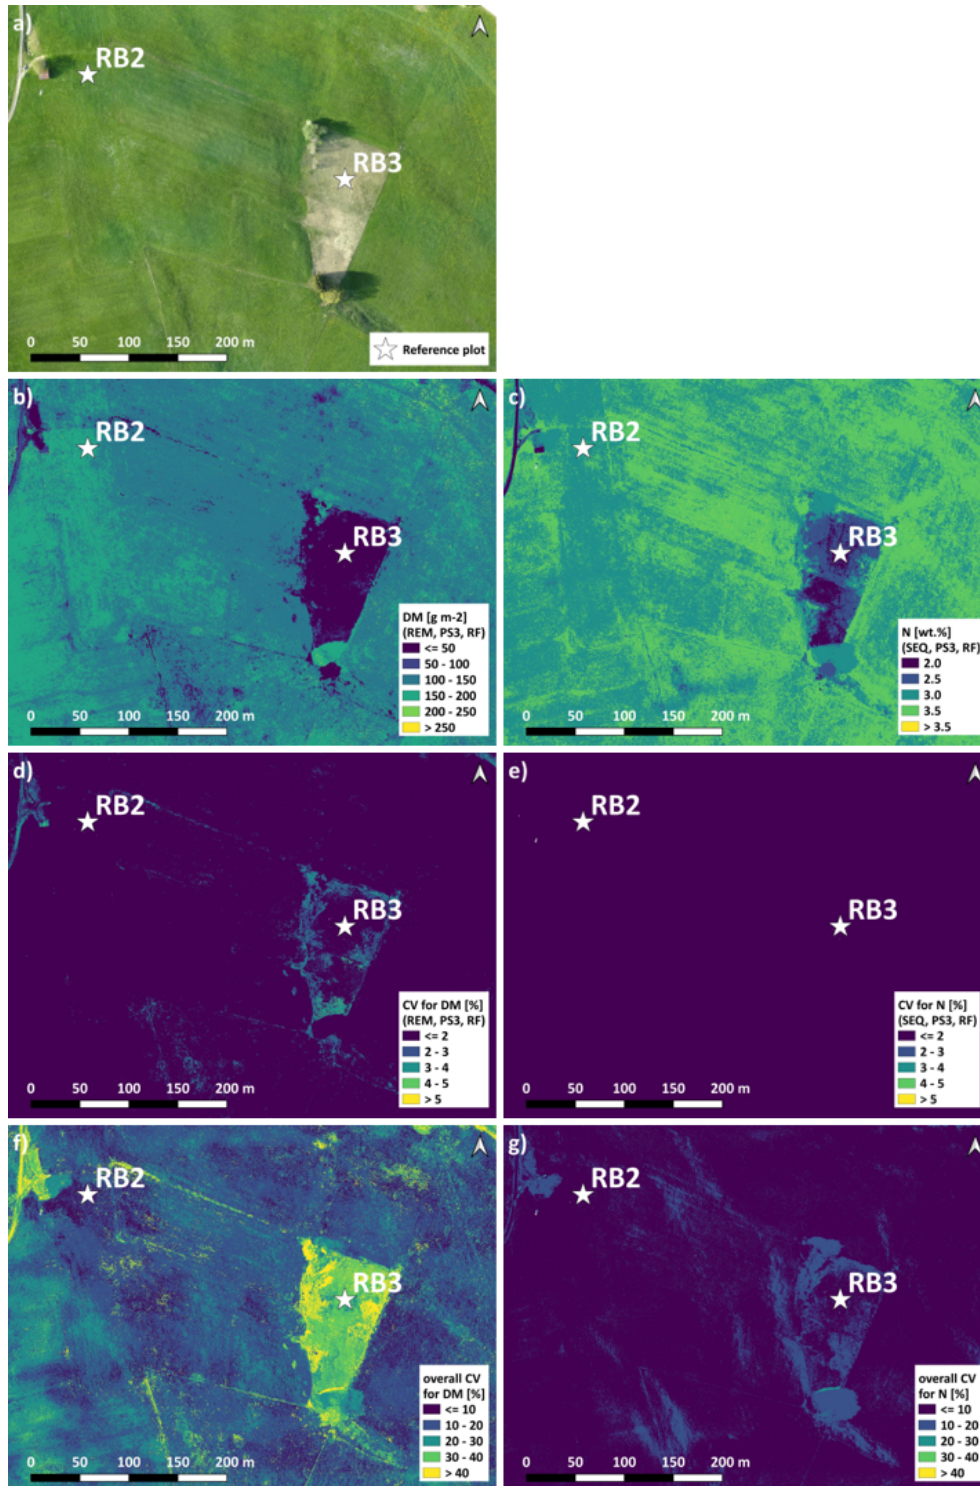 a)
RB2
RB3
0 50 100 150 200 m
Reference plot
b)
RB2
RB3
DM [g m-2]
(REM, PS3, RF)
<= 50
50 - 100
100 - 150
150 - 200
200 - 250
> 250
0 50 100 150 200 m
c)
RB2
RB3
N [wt.%]
(SEQ, PS3, RF)
2.0
2.5
3.0
3.5
> 3.5
0 50 100 150 200 m
d)
RB2
RB3
CV for DM [%]
(REM, PS3, RF)
<= 2
2 - 3
3 - 4
4 - 5
> 5
0 50 100 150 200 m
e)
RB2
RB3
CV for N [%]
(SEQ, PS3, RF)
<= 2
2 - 3
3 - 4
4 - 5
> 5
0 50 100 150 200 m
f)
RB2
RB3
overall CV
for DM [%]
<= 10
10 - 20
20 - 30
30 - 40
> 40
0 50 100 150 200 m
g)
RB2
RB3
overall CV
for N [%]
<= 10
10 - 20
20 - 30
30 - 40
> 40
0 50 100 150 200 m